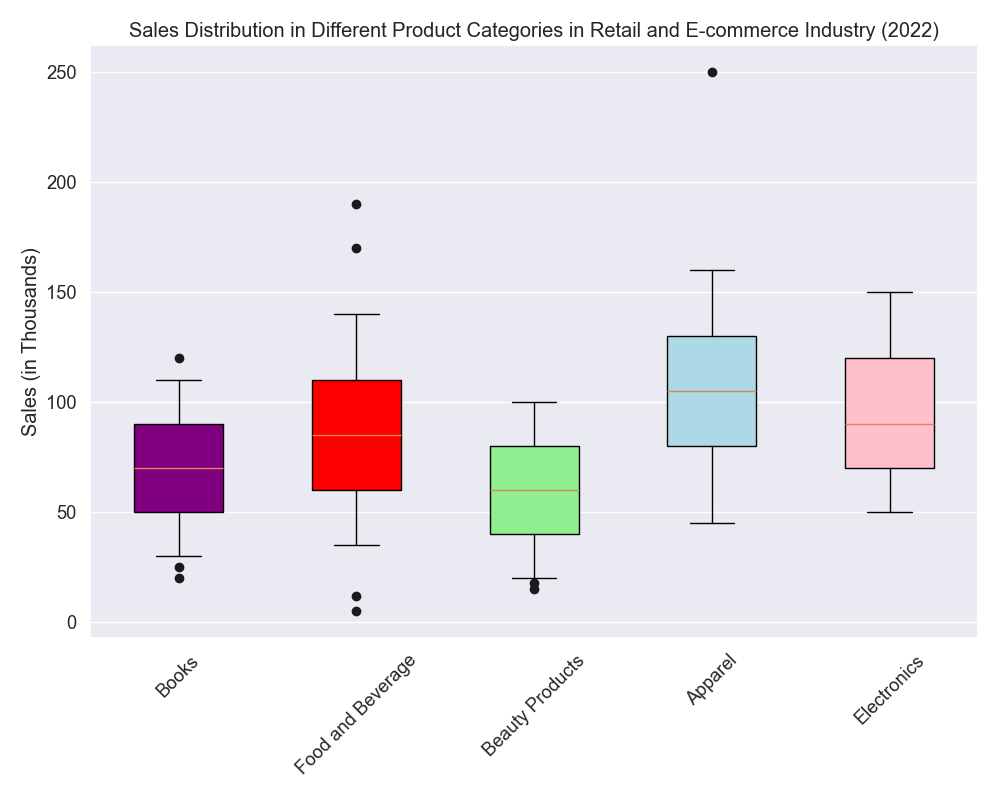 Sales Distribution in Different Product Categories in Retail and E-commerce Industry (2022)
Sales (in Thousands)
250
200
150
100
50
0
Books
Food and Beverage
Beauty Products
Apparel
Electronics